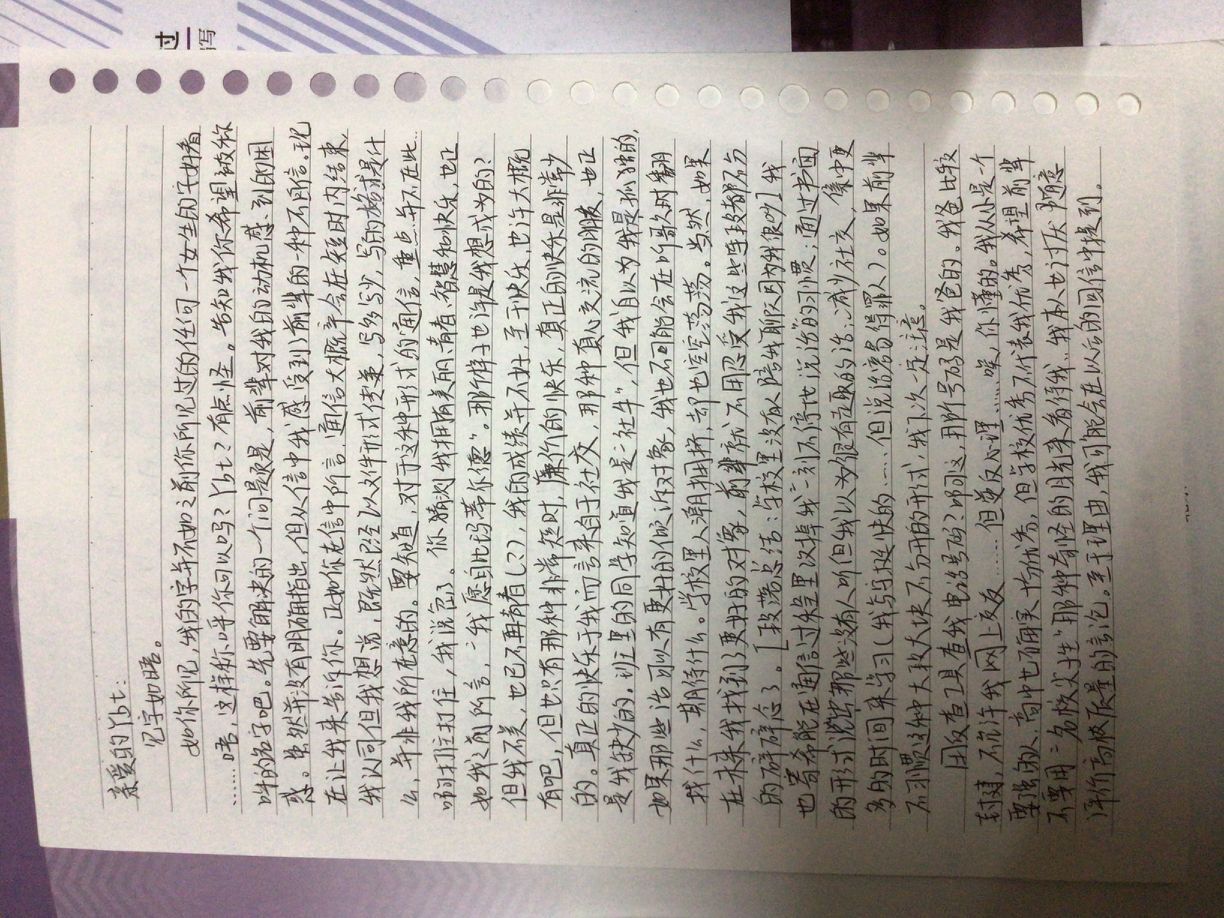 亲爱的Ybt:
见字如晤。
如你所见,我的字并不如之前你所见过的任何一个女生的字好看
……唔,这样称呼你可以吗?Ybt?有点怪。告知我你希望被称
呼的名字吧。先要解决的一个问题是,前辈对我的动机感到的困
惑。虽然并没有明确指出,但从信中我感受到前辈的一种不自信。现
在让我来告诉你。正如你在信中所言,通信大概率会在短时内结束,
我认同但我想说,既然已经以文件形式传递,写多写少,写的格式是什
么,并非我所在意的。要知道,对于这种形式的通信,重点并不在此..
哟打住打住,我说岔了。你猜测我拥有美丽、青春、智慧和快乐,也正
如我之前所言,“我愿自比玛蒂尔德”。那个样子也许是我想成为的?
但我不美,也已不再青春(?),我的成绩并不好,至于快乐,也许大概
有吧,但也只有那种非常短时,廉价的快乐,真正的快乐是非常少
的。真正的快乐于我而言来自于社交,那种真心交流的朋友,也正
是我缺少的。班里的同学知道我是“社牛”,但我自以为我是孤独的,
如果那些话可以有更好的倾诉对象,我也不可能会在听歌时翻
找什么,期待什么。学校里人潮拥挤,却也空空荡荡。当然,如果
在未来我找到了更好的对象,前辈就不用忍受我这些连段都不分
的碎碎念了。[段落总结:学校里没有人陪我聊天因为我很吵]我
也寄希能在通信过程里改掉我“一刻不停地说话”的习惯;通过书面
的形式说出那些没有人听但我以为很有趣的话;减少社交,集中更
多的时间来学习(我写字挺快的……但说话容易得罪人)。如果前辈
不习惯这种大段大块不分开的形式,我下次一定注意。
用反查工具查我电话号码?哟,那个号码是我爸的。我爸比较
封建,不允许我网上交友……但逆反心理……唉,你懂的。我从小是一个
要强的人,高中也确实均优秀,但学校优秀不代表我优秀,希望前辈
不要用“名校尖子生”那种奇怪的目光来看待我..我本人也讨厌随意
评价高校质量的言论。至于理由,我可能会在以后的回信中提到。
过
写